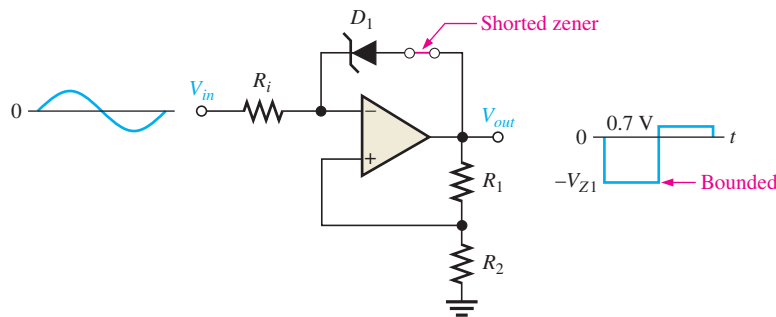 D1
Shorted zener
Vin
Ri
0
−
+
Vout
R1
R2
0.7 V
0
t
−VZ1
Bounded